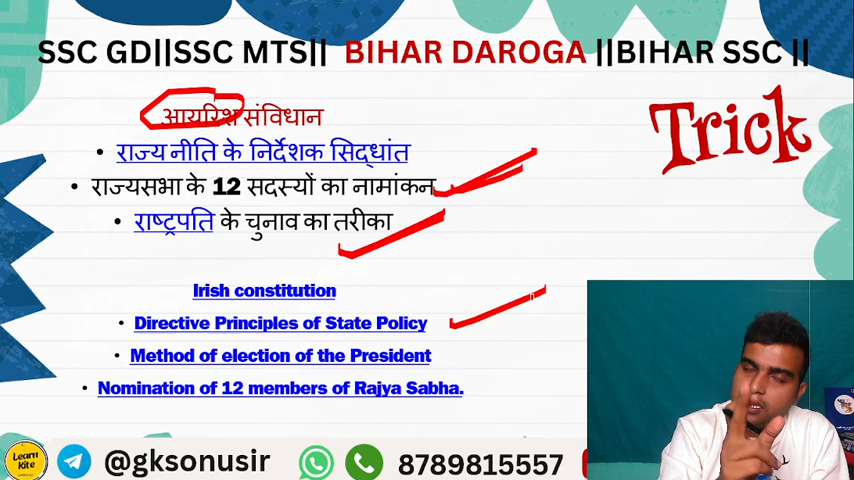 SSC GD||SSC MTS|| BIHAR DAROGA ||BIHAR SSC ||
Trick
आयरिश संविधान
• राज्य नीति के निर्देशक सिद्धांत
• राज्यसभा के 12 सदस्यों का नामांकन
• राष्ट्रपति के चुनाव का तरीका
Irish constitution
• Directive Principles of State Policy
• Method of election of the President
• Nomination of 12 members of Rajya Sabha.
Learn
Kite
@gksonusir
8789815557